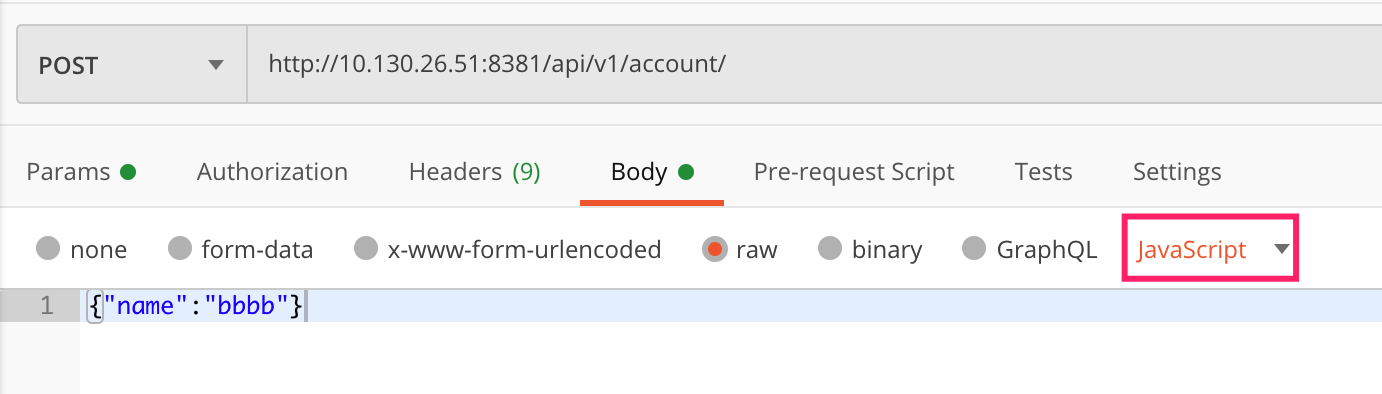 POST http://10.130.26.51:8381/api/v1/account/
Params Authorization Headers (9) Body Pre-request Script Tests Settings
none form-data x-www-form-urlencoded raw binary GraphQL JavaScript
1 {"name":"bbbb"}